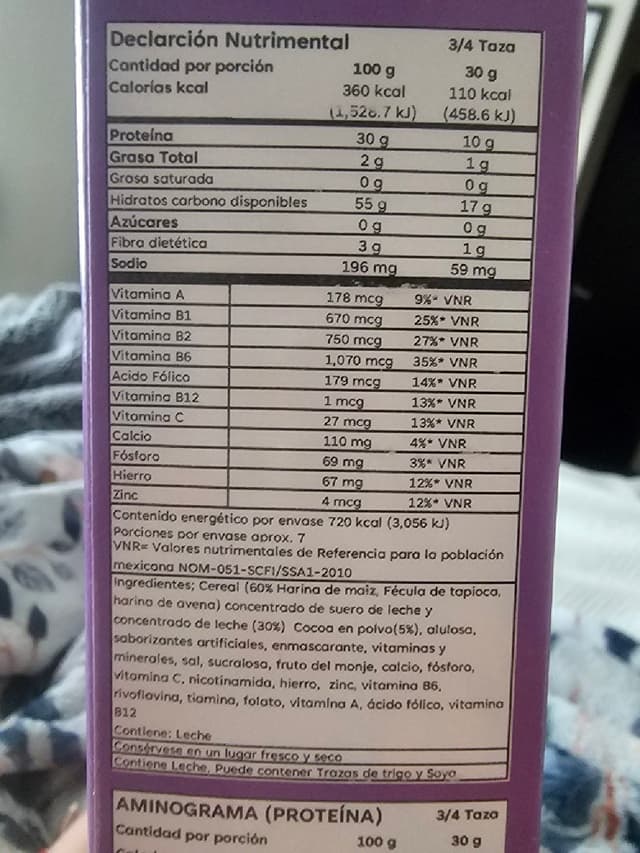 Declarción Nutrimental 3/4 Taza
Cantidad por porción 100 g 30 g
Calorías kcal 360 kcal 110 kcal
(1,526.7 kJ) (458.6 kJ)
Proteína 30 g 10 g
Grasa Total 2 g 1 g
Grasa saturada 0 g 0 g
Hidratos carbono disponibles 55 g 17 g
Azúcares 0 g 0 g
Fibra dietética 3 g 1 g
Sodio 196 mg 59 mg
Vitamina A 178 mcg 9%* VNR
Vitamina B1 670 mcg 25%* VNR
Vitamina B2 750 mcg 27%* VNR
Vitamina B6 1,070 mcg 35%* VNR
Acido Fólico 179 mcg 14%* VNR
Vitamina B12 1 mcg 13%* VNR
Vitamina C 27 mcg 13%* VNR
Calcio 110 mg 4%* VNR
Fósforo 69 mg 3%* VNR
Hierro 67 mg 12%* VNR
Zinc 4 mcg 12%* VNR
Contenido energético por envase 720 kcal (3,056 kJ)
Porciones por envase aprox. 7
VNR= Valores nutrimentales de Referencia para la población
mexicana NOM-051-SCFI/SSA1-2010
Ingredientes; Cereal (60% Harina de maiz, Fécula de tapioca,
harina de avena) concentrado de suero de leche y
concentrado de leche (30%) Cocoa en polvo(5%), alulosa,
saborizantes artificiales, enmascarante, vitaminas y
minerales, sal, sucralosa, fruto del monje, calcio, fósforo,
vitamina C, nicotinamida, hierro, zinc, vitamina B6,
rivoflavina, tiamina, folato, vitamina A, ácido fólico, vitamina
B12
Contiene: Leche
Consérvese en un lugar fresco y seco
Contiene Leche, Puede contener Trazas de trigo y Soya
AMINOGRAMA (PROTEÍNA) 3/4 Taza
Cantidad por porción 100 g 30 g